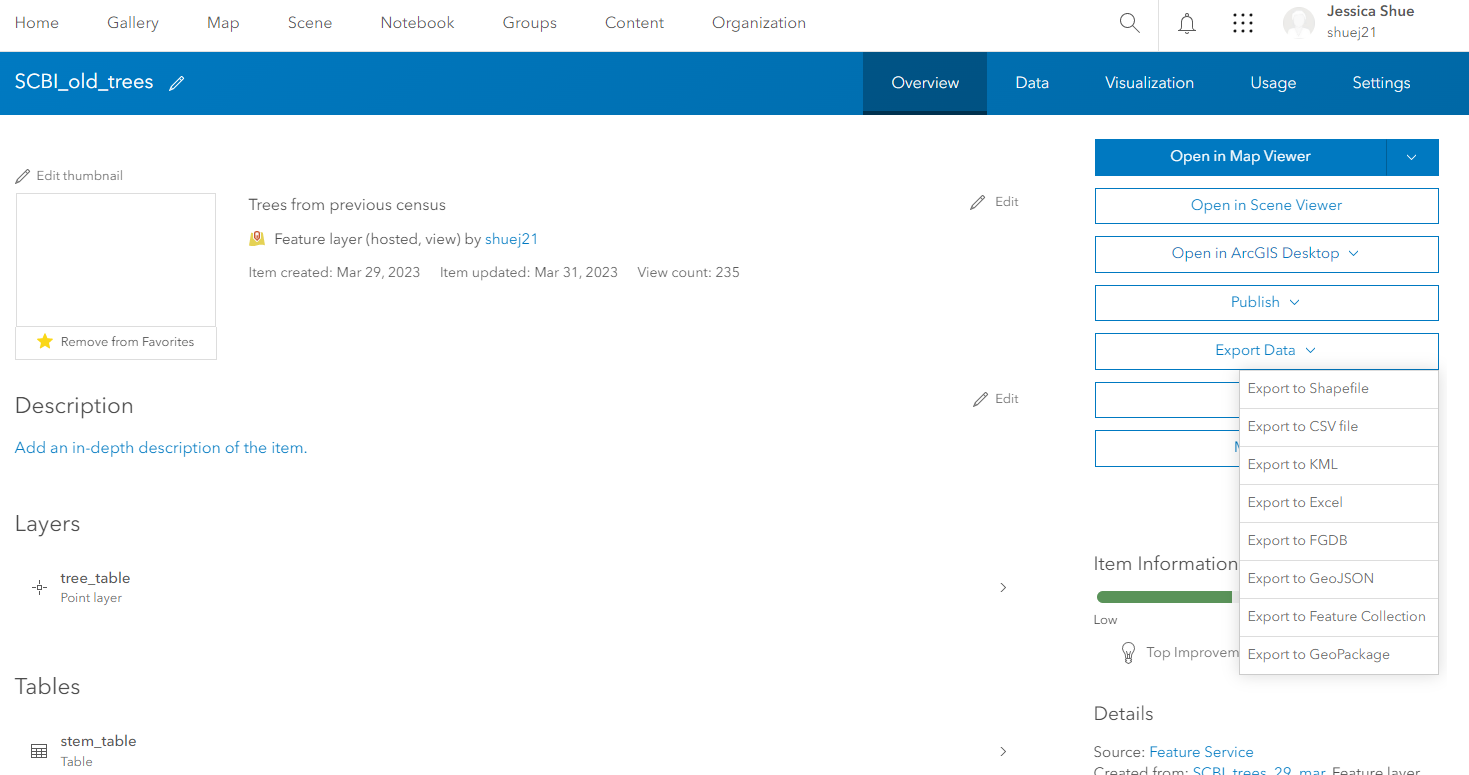 Home Gallery Map Scene Notebook Groups Content Organization
Jessica Shue
shuej21
SCBI_old_trees
Overview Data Visualization Usage Settings
Edit thumbnail
Remove from Favorites
Trees from previous census
Edit
Feature layer (hosted, view) by shuej21
Item created: Mar 29, 2023 Item updated: Mar 31, 2023 View count: 235
Description
Edit
Add an in-depth description of the item.
Layers
tree_table
Point layer
Tables
stem_table
Table
Open in Map Viewer
Open in Scene Viewer
Open in ArcGIS Desktop
Publish
Export Data
Export to Shapefile
Export to CSV file
Export to KML
Export to Excel
Export to FGDB
Export to GeoJSON
Export to Feature Collection
Export to GeoPackage
Item Information
Low
Top Improvem
Details
Source: Feature Service
Created from: SCBI_trees_29_mar Feature layer